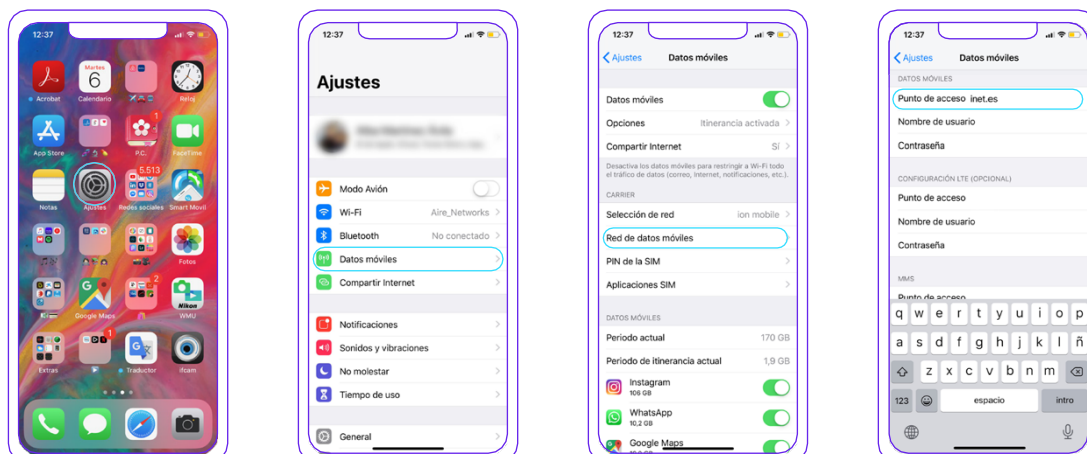 12:37
Martes
6
Acrobat
Calendario
Reloj
1
App Store
P.C.
FaceTime
5.513
Notas
Ajustes
Redes sociales
Smart Movil
Fotos
2
Nikon
Google Maps
WMU
1
Extras
Traductor
ifcam
12:37
Ajustes
Modo Avión
Wi-Fi
Aire_Networks
Bluetooth
No conectado
Datos móviles
Compartir Internet
Notificaciones
Sonidos y vibraciones
No molestar
Tiempo de uso
General
12:37
Ajustes
Datos móviles
Datos móviles
Opciones
Itinerancia activada
Compartir Internet
Sí
Desactiva los datos móviles para restringir a Wi-Fi todo
el tráfico de datos (correo, Internet, notificaciones, etc.).
CARRIER
Selección de red
ion mobile
Red de datos móviles
PIN de la SIM
Aplicaciones SIM
DATOS MÓVILES
Periodo actual
170 GB
Periodo de itinerancia actual
1,9 GB
Instagram
106 GB
WhatsApp
10,2 GB
Google Maps
12:37
Ajustes
Datos móviles
DATOS MÓVILES
Punto de acceso inet.es
Nombre de usuario
Contraseña
CONFIGURACIÓN LTE (OPCIONAL)
Punto de acceso
Nombre de usuario
Contraseña
MMS
Punto de acceso
q w e r t y u i o p
a s d f g h j k l ñ
z x c v b n m
123
espacio
intro